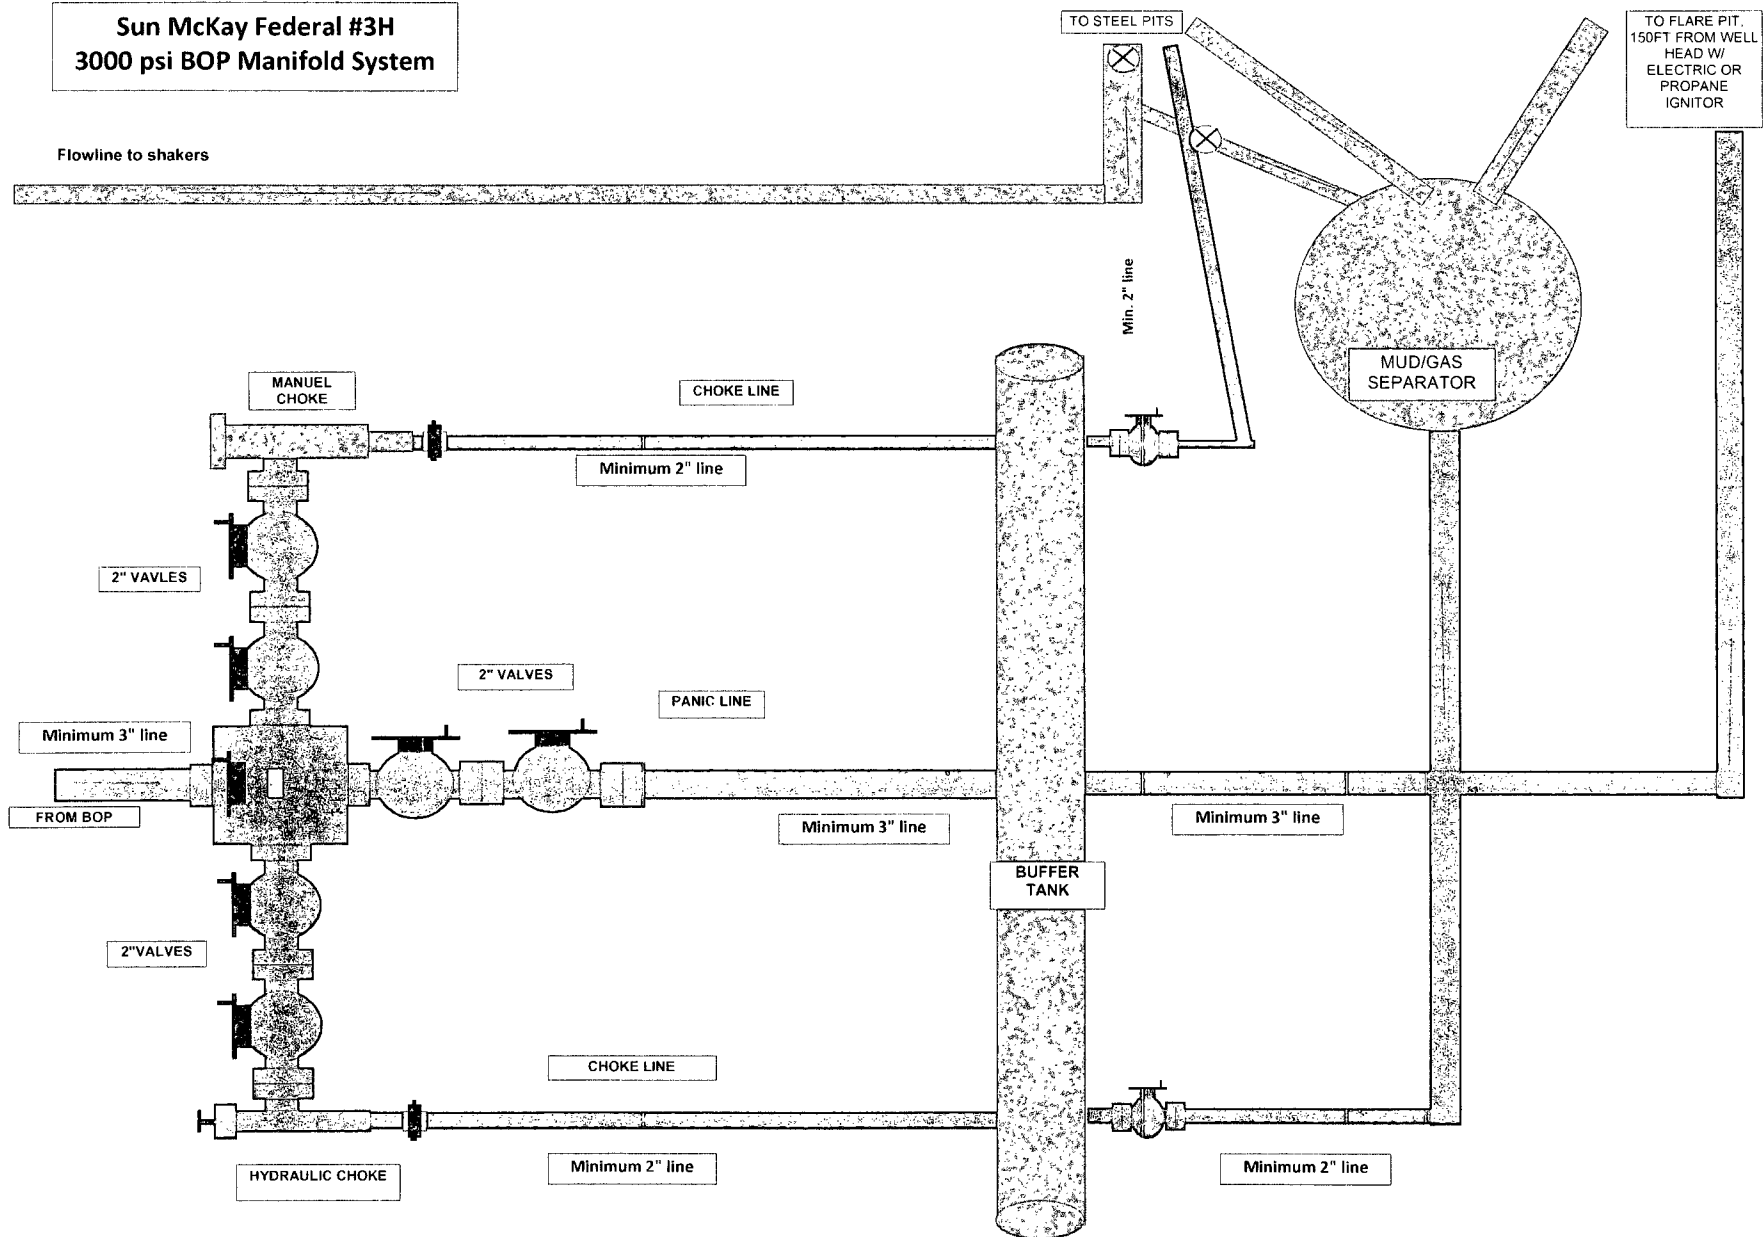 Sun McKay Federal #3H
3000 psi BOP Manifold System
TO STEEL PITS
TO FLARE PIT,
150FT FROM WELL
HEAD W/
ELECTRIC OR
PROPANE
IGNITOR
Flowline to shakers
Min. 2" line
MUD/GAS
SEPARATOR
MANUEL
CHOKE
CHOKE LINE
Minimum 2" line
2" VAVLES
2" VALVES
PANIC LINE
Minimum 3" line
FROM BOP
Minimum 3" line
Minimum 3" line
BUFFER
TANK
2"VALVES
CHOKE LINE
HYDRAULIC CHOKE
Minimum 2" line
Minimum 2" line